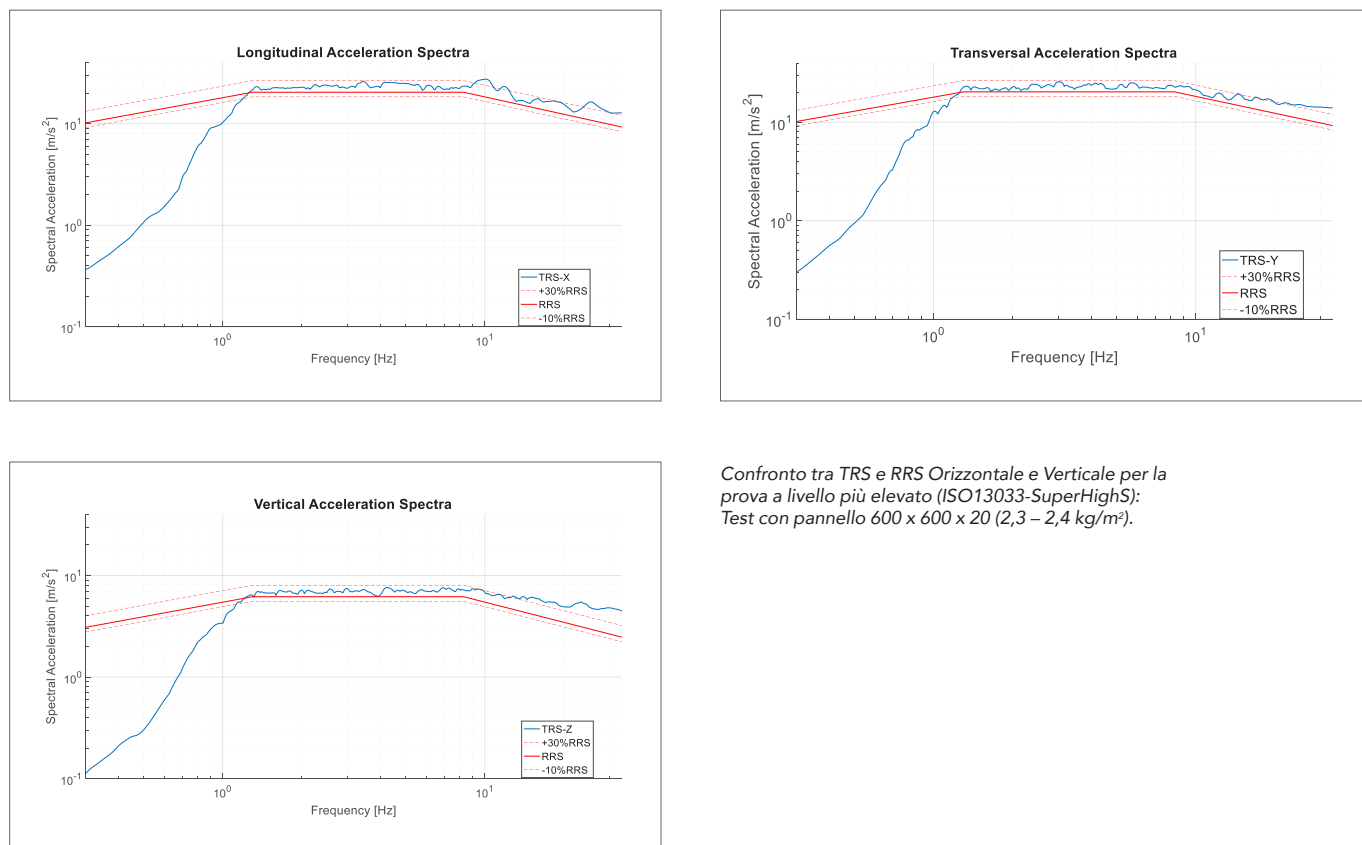 Longitudinal Acceleration Spectra
Spectral Acceleration [m/s²]
10¹
10⁰
10⁻¹
TRS-X
+30%RRS
RRS
-10%RRS
10⁰
10¹
Frequency [Hz]
Transversal Acceleration Spectra
Spectral Acceleration [m/s²]
10¹
10⁰
10⁻¹
TRS-Y
+30%RRS
RRS
-10%RRS
10⁰
10¹
Frequency [Hz]
Vertical Acceleration Spectra
Spectral Acceleration [m/s²]
10¹
10⁰
10⁻¹
TRS-Z
+30%RRS
RRS
-10%RRS
10⁰
10¹
Frequency [Hz]
Confronto tra TRS e RRS Orizzontale e Verticale per la
prova a livello più elevato (ISO13033-SuperHighS):
Test con pannello 600 x 600 x 20 (2,3 – 2,4 kg/m²).